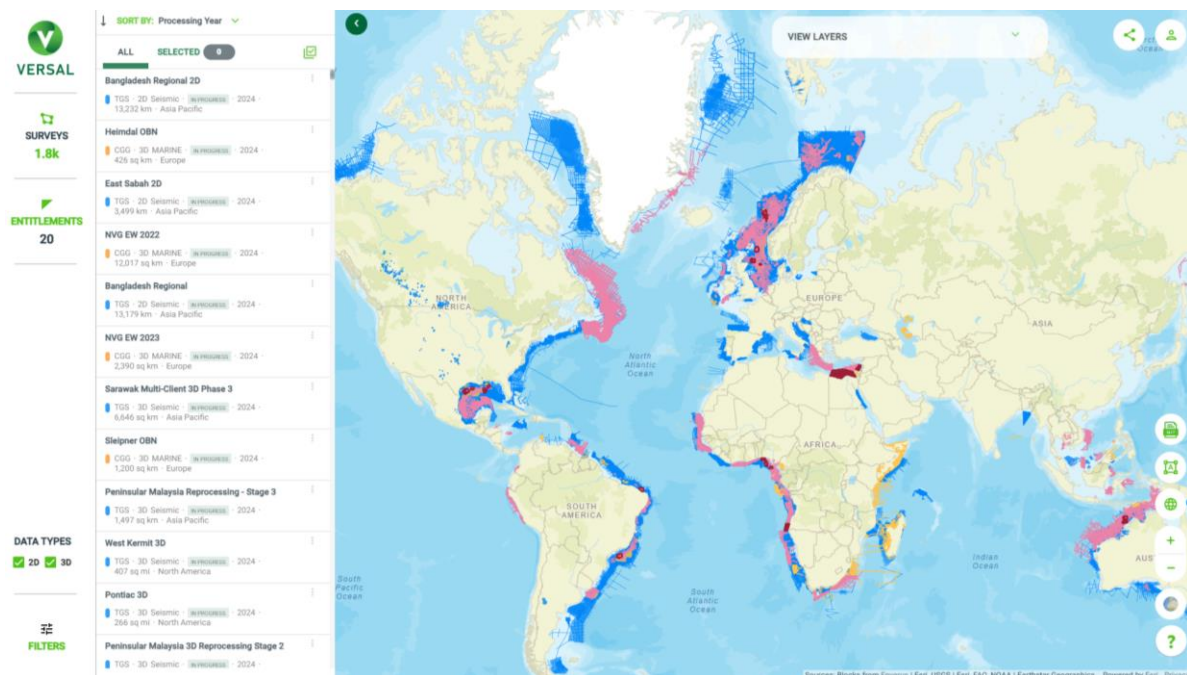 SORT BY: Processing Year
VERSAL
ALL
SELECTED 0
SURVEYS
1.8k
ENTITLEMENTS
20
DATA TYPES
2D 3D
FILTERS
Bangladesh Regional 2D
TGS · 2D Seismic · IN PROGRESS · 2024 ·
13,232 km · Asia Pacific
Heimdal OBN
CGG · 3D MARINE · IN PROGRESS · 2024 ·
426 sq km · Europe
East Sabah 2D
TGS · 2D Seismic · IN PROGRESS · 2024 ·
3,499 km · Asia Pacific
NVG EW 2022
CGG · 3D MARINE · IN PROGRESS · 2024 ·
12,017 sq km · Europe
Bangladesh Regional
TGS · 2D Seismic · IN PROGRESS · 2024 ·
13,179 km · Asia Pacific
NVG EW 2023
CGG · 3D MARINE · IN PROGRESS · 2024 ·
2,390 sq km · Europe
Sarawak Multi-Client 3D Phase 3
TGS · 3D Seismic · IN PROGRESS · 2024 ·
6,646 sq km · Asia Pacific
Sleipner OBN
CGG · 3D MARINE · IN PROGRESS · 2024 ·
1,200 sq km · Europe
Peninsular Malaysia Reprocessing - Stage 3
TGS · 3D Seismic · IN PROGRESS · 2024 ·
1,497 sq km · Asia Pacific
West Kermit 3D
TGS · 3D Seismic · IN PROGRESS · 2024 ·
407 sq mi · North America
Pontiac 3D
TGS · 3D Seismic · IN PROGRESS · 2024 ·
266 sq mi · North America
Peninsular Malaysia 3D Reprocessing Stage 2
TGS · 3D Seismic · IN PROGRESS · 2024 ·
VIEW LAYERS
Ocean
NORTH
AMERICA
EUROPE
ASIA
North
Atlantic
Ocean
AFRICA
SOUTH
AMERICA
Indian
Ocean
South
Pacific
Ocean
South
Atlantic
Ocean
AUST
+
−
?